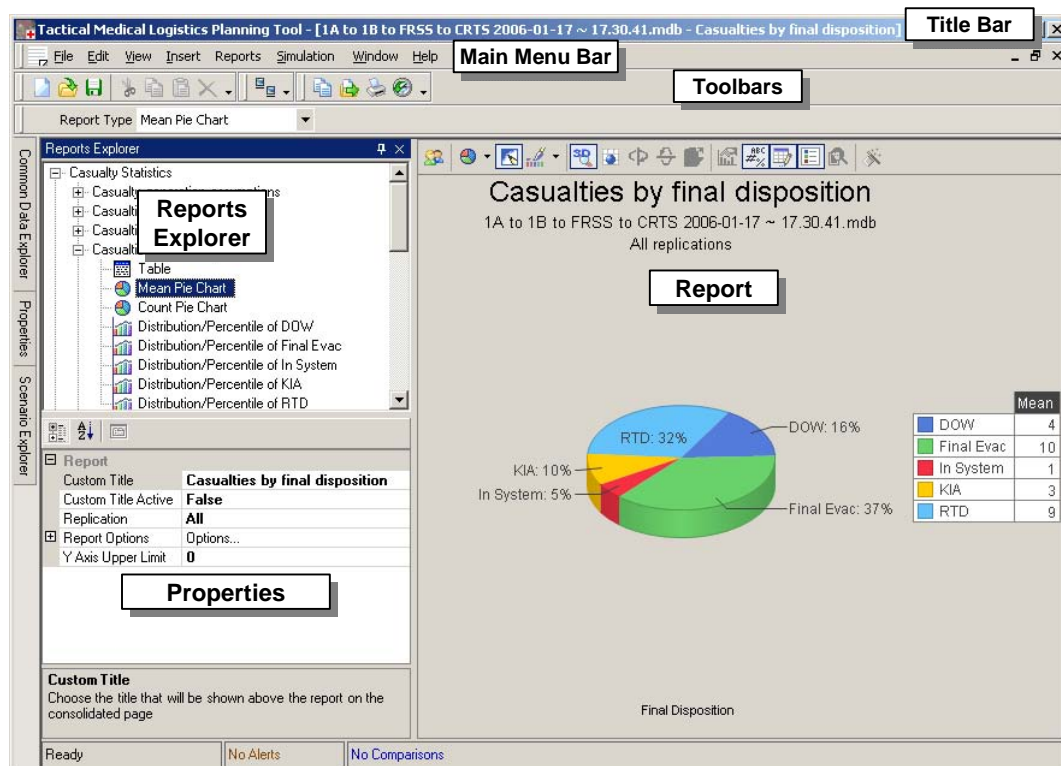 Tactical Medical Logistics Planning Tool - [1A to 1B to FRSS to CRTS 2006-01-17 ~ 17.30.41.mdb - Casualties by final disposition]
Title Bar
File Edit View Insert Reports Simulation Window Help
Main Menu Bar
Toolbars
Report Type Mean Pie Chart
Common Data Explorer
Properties
Scenario Explorer
Reports Explorer
Casualty Statistics
Reports
Explorer
Table
Mean Pie Chart
Count Pie Chart
Distribution/Percentile of DOW
Distribution/Percentile of Final Evac
Distribution/Percentile of In System
Distribution/Percentile of KIA
Distribution/Percentile of RTD
Report
Custom Title Casualties by final disposition
Custom Title Active False
Replication All
Report Options Options...
Y Axis Upper Limit 0
Properties
Custom Title
Choose the title that will be shown above the report on the
consolidated page
Casualties by final disposition
1A to 1B to FRSS to CRTS 2006-01-17 ~ 17.30.41.mdb
All replications
Report
RTD: 32%
DOW: 16%
KIA: 10%
In System: 5%
Final Evac: 37%
Mean
DOW 4
Final Evac 10
In System 1
KIA 3
RTD 9
Final Disposition
Ready No Alerts No Comparisons